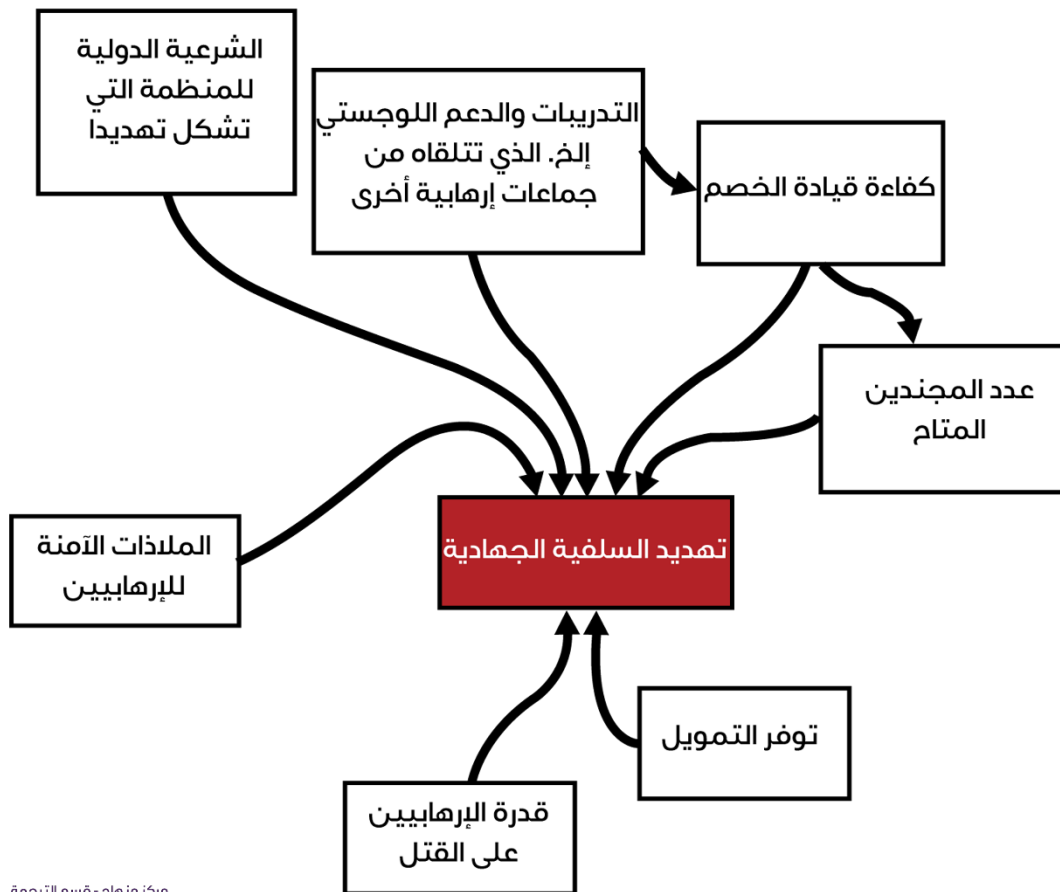 الشرعية الدولية
للمنظمة التي
تشكل تهديدا
التدريبات والدعم اللوجستي
إلخ. الذي تتلقاه من
جماعات إرهابية أخرى
كفاءة قيادة الخصم
عدد المجندين
المتاح
الملاذات الآمنة
للإرهابيين
تهديد السلفية الجهادية
توفر التمويل
قدرة الإرهابيين
على القتل